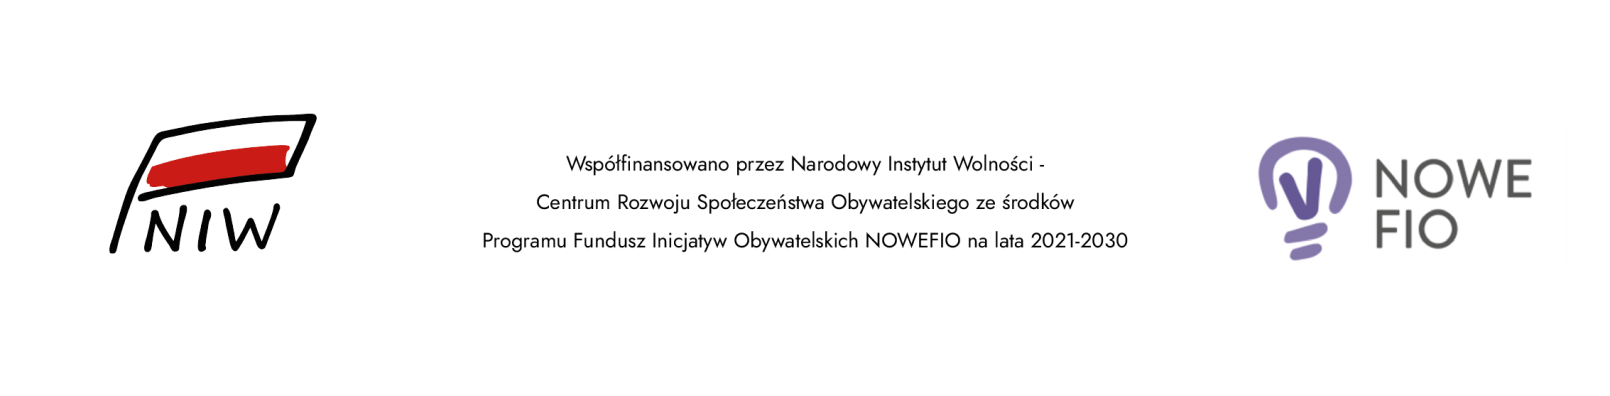 NIW
Współfinansowano przez Narodowy Instytut Wolności -
Centrum Rozwoju Społeczeństwa Obywatelskiego ze środków
Programu Fundusz Inicjatyw Obywatelskich NOWEFIO na lata 2021-2030
NOWE
FIO